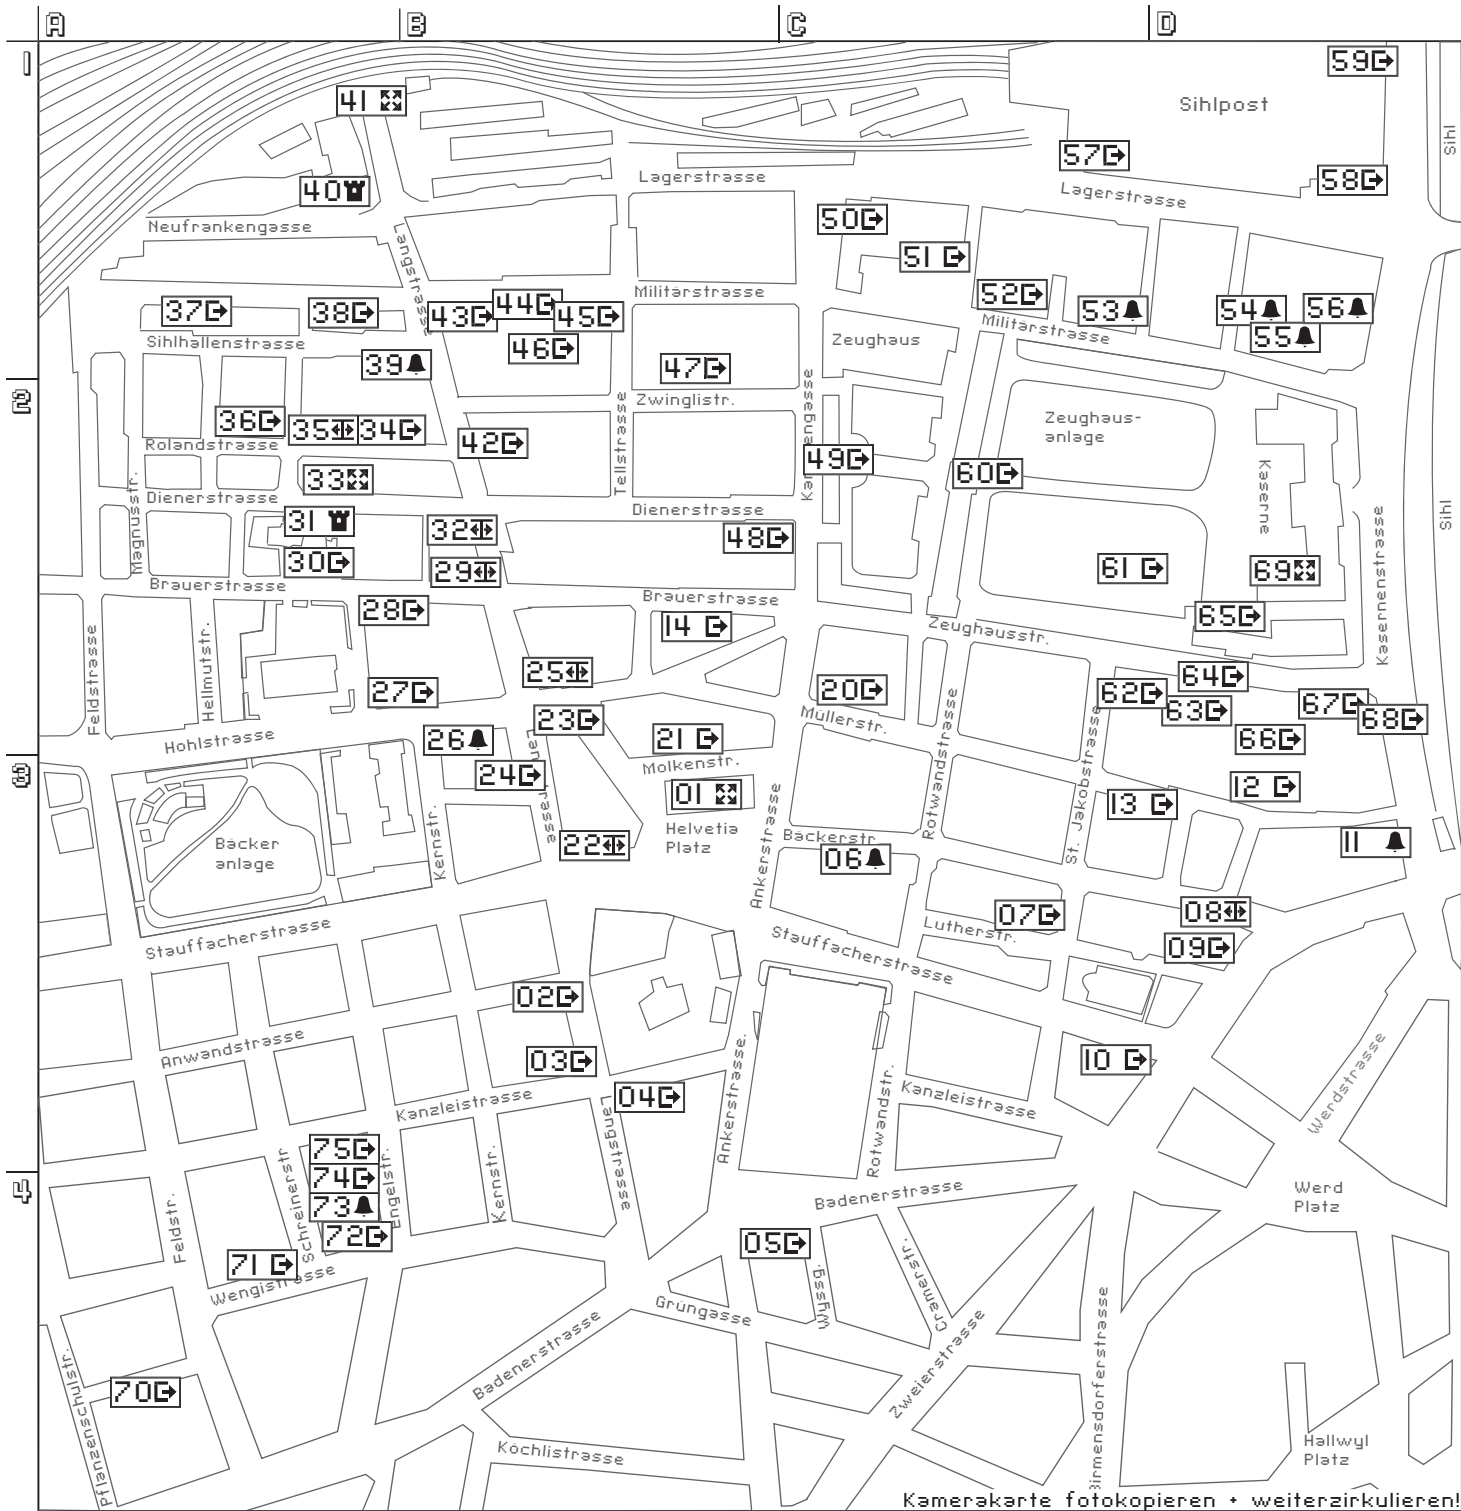 A
B
C
D
1
2
3
4
59
41
Sihlpost
57
Sihl
58
40
Lagerstrasse
Lagerstrasse
Neufrankengasse
50
51
Langstrasse
37
38
43
44
45
Militärstrasse
52
53
54
56
55
Sihlhallenstrasse
46
Zeughaus
Militärstrasse
39
47
Kanonengasse
36
35
34
42
Tellstrasse
Zwinglistr.
Zeughaus-
anlage
Rolandstrasse
49
60
33
Kaserne
Sihl
Magnusstr.
Dienerstrasse
Dienerstrasse
31
32
48
30
29
61
69
Kasernenstrasse
Brauerstrasse
Brauerstrasse
28
14
65
Zeughausstr.
Feldstrasse
Hellmutstr.
25
27
20
62
64
63
67
68
Müllerstr.
26
23
21
66
Hohlstrasse
24
Molkenstr.
Rotwandstrasse
St. Jakobstrasse
01
12
13
Ankerstrasse
Helvetia
Platz
Bäckerstr.
Bäcker
anlage
Kernstr.
22
06
11
07
08
Lutherstr.
09
Stauffacherstrasse
Stauffacherstrasse
02
Anwandstrasse
03
10
04
Kanzleistrasse
Kanzleistrasse
Ankerstrasse.
Rotwandstr.
Werdstrasse
Langstrasse
75
74
73
72
Schreinerstr
Engelstr.
Kernstr.
Feldstr.
Badenerstrasse
Werd
Platz
71
05
Wengistrasse
Wyssg.
Cramerstr.
Grüngasse
Zweierstrasse
Birmensdorferstrasse
Badenerstrasse
70
Pflanzenschulstr.
Köchlistrasse
Hallwyl
Platz
Kamerakarte fotokopieren + weiterzirkulieren!